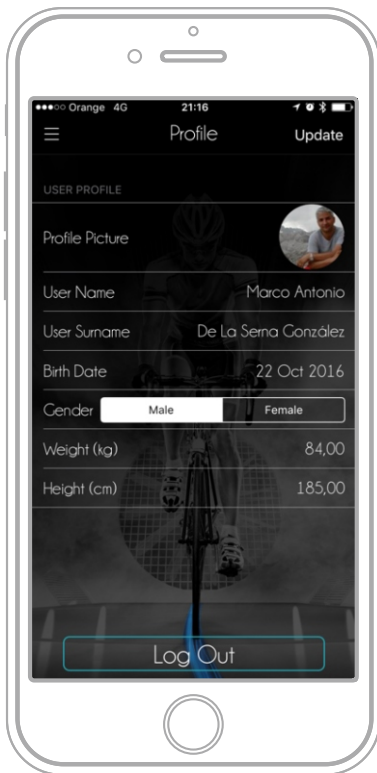 Orange 4G 21:16
Profile Update
USER PROFILE
Profile Picture
User Name Marco Antonio
User Surname De La Serna González
Birth Date 22 Oct 2016
Gender Male Female
Weight (kg) 84,00
Height (cm) 185,00
Log Out